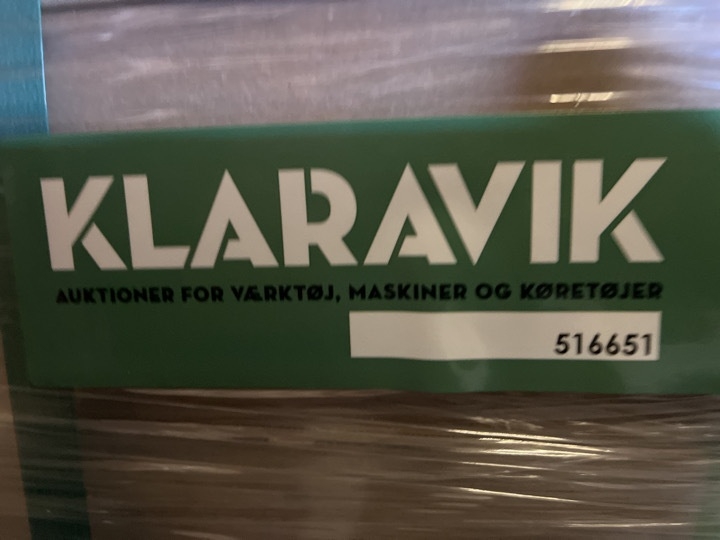 KLARAVIK
AUKTIONER FOR VÆRKTØJ, MASKINER OG KØRETØJER
516651